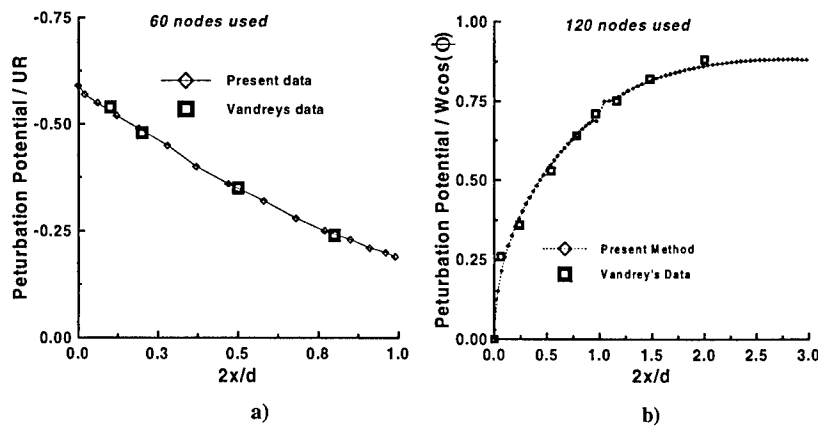 60 nodes used
Peturbation Potential / UR
-0.75
-0.50
-0.25
0.00
Present data
Vandreys data
0.0
0.3
0.5
0.8
1.0
2x/d
a)
120 nodes used
Peturbation Potential / Wcos(ϕ)
1.00
0.75
0.50
0.25
0.00
Present Method
Vandrey's Data
0.0
0.5
1.0
1.5
2.0
2.5
3.0
2x/d
b)